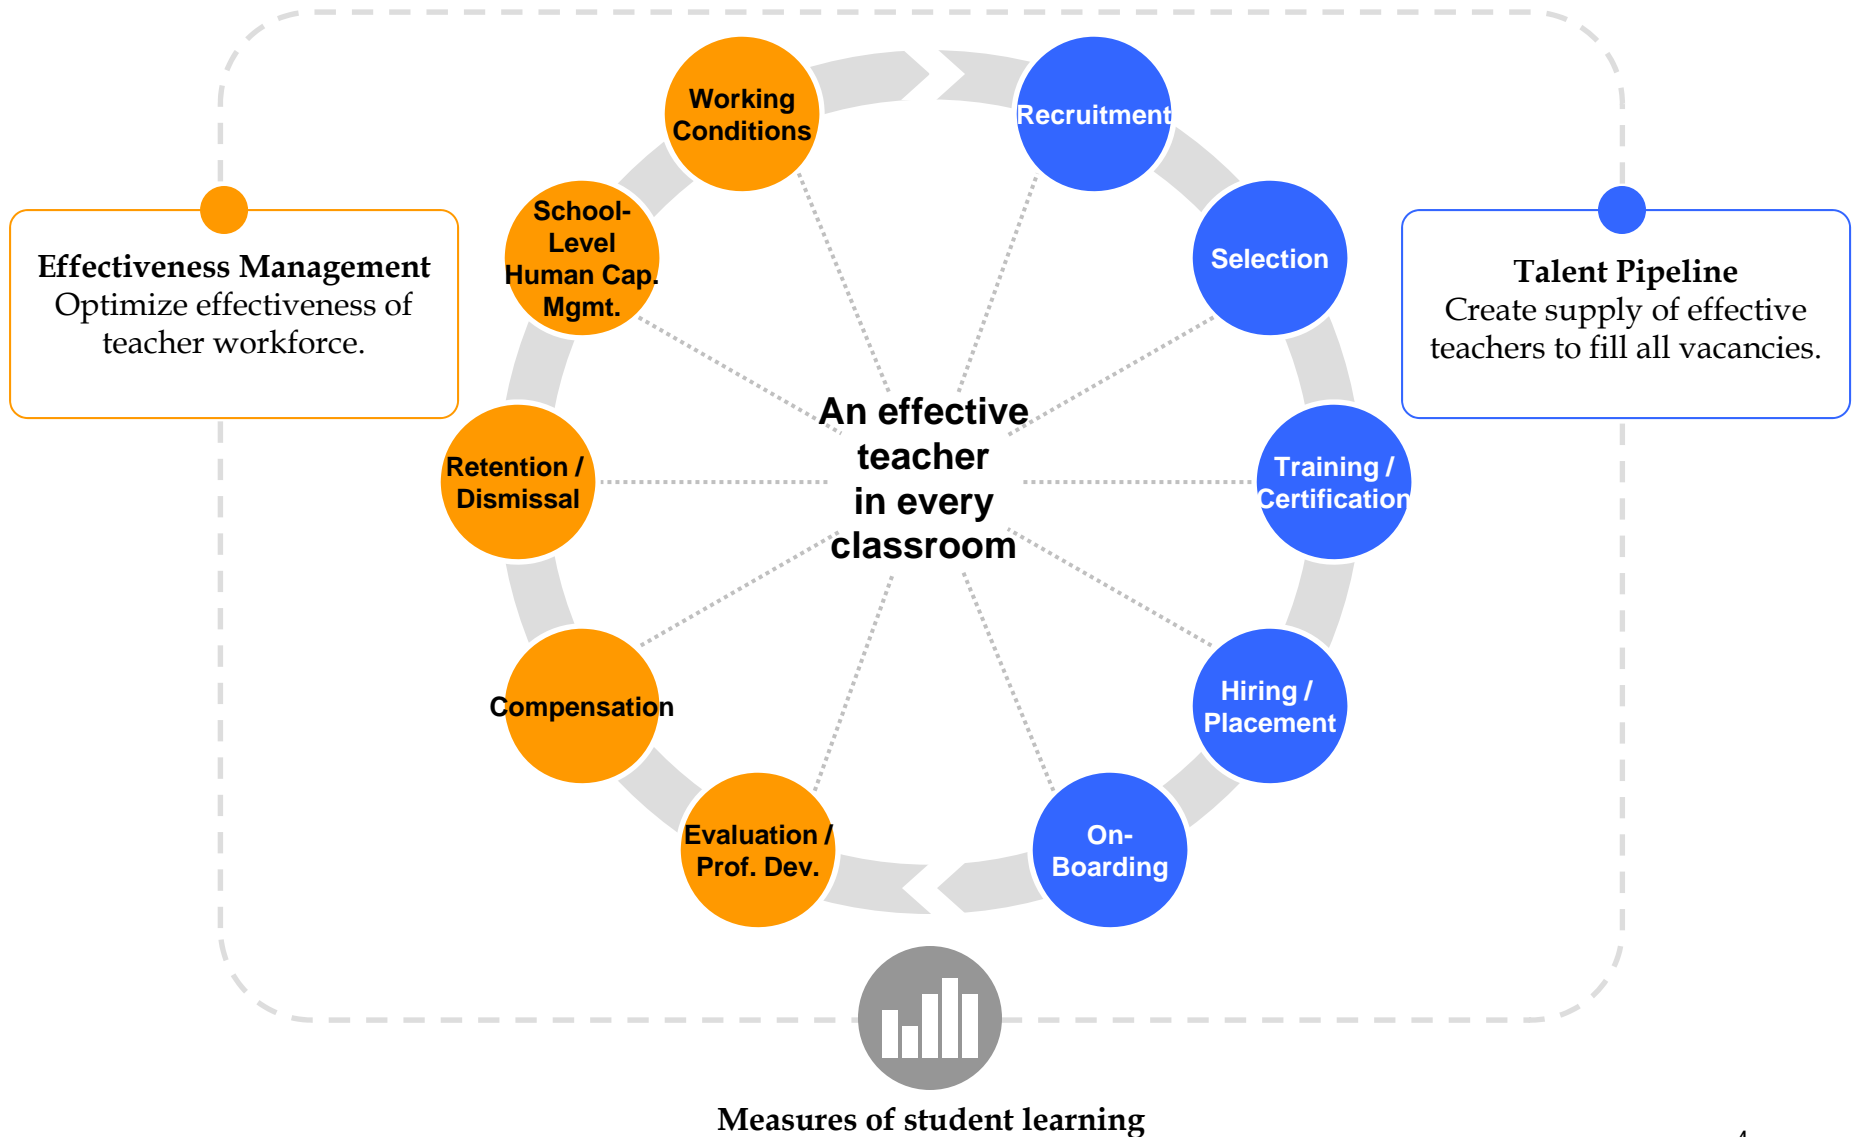 Working
Conditions
Recruitment
School-
Level
Human Cap.
Mgmt.
Selection
Effectiveness Management
Optimize effectiveness of
teacher workforce.
Talent Pipeline
Create supply of effective
teachers to fill all vacancies.
An effective
teacher
in every
classroom
Retention /
Dismissal
Training /
Certification
Compensation
Hiring /
Placement
Evaluation /
Prof. Dev.
On-
Boarding
Measures of student learning